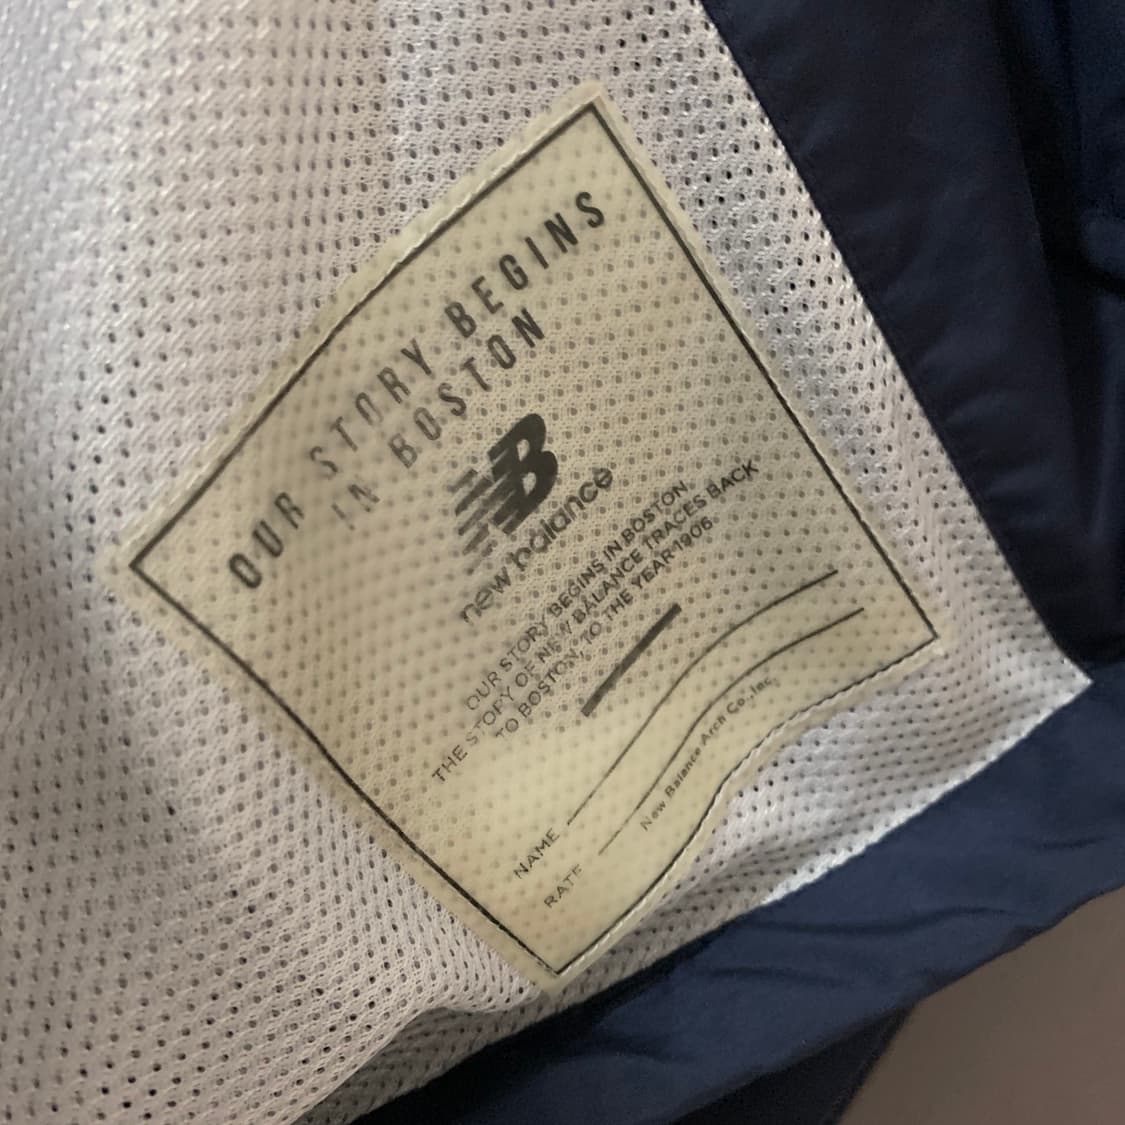 OUR STORY BEGINS
IN BOSTON
NB
new balance
OUR STORY BEGINS IN BOSTON
THE STORY OF NEW BALANCE TRACES BACK
TO BOSTON, TO THE YEAR 1906.
NAME
RATE
New Balance Arch Co.,Inc.